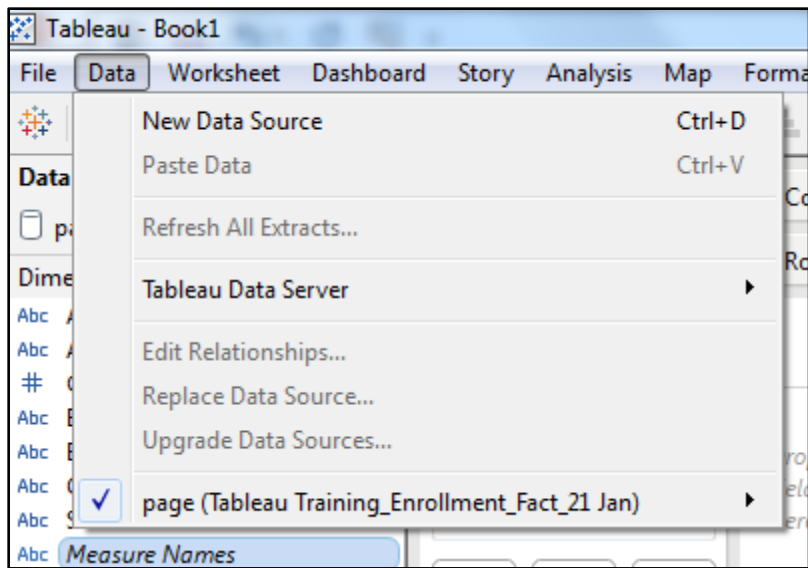 Tableau - Book1
File Data Worksheet Dashboard Story Analysis Map Forma
New Data Source Ctrl+D
Paste Data Ctrl+V
Data
Refresh All Extracts...
Tableau Data Server
Abc
Abc
Edit Relationships...
#
Replace Data Source...
Abc
Abc
Upgrade Data Sources...
Abc
page (Tableau Training_Enrollment_Fact_21 Jan)
Abc
Abc Measure Names